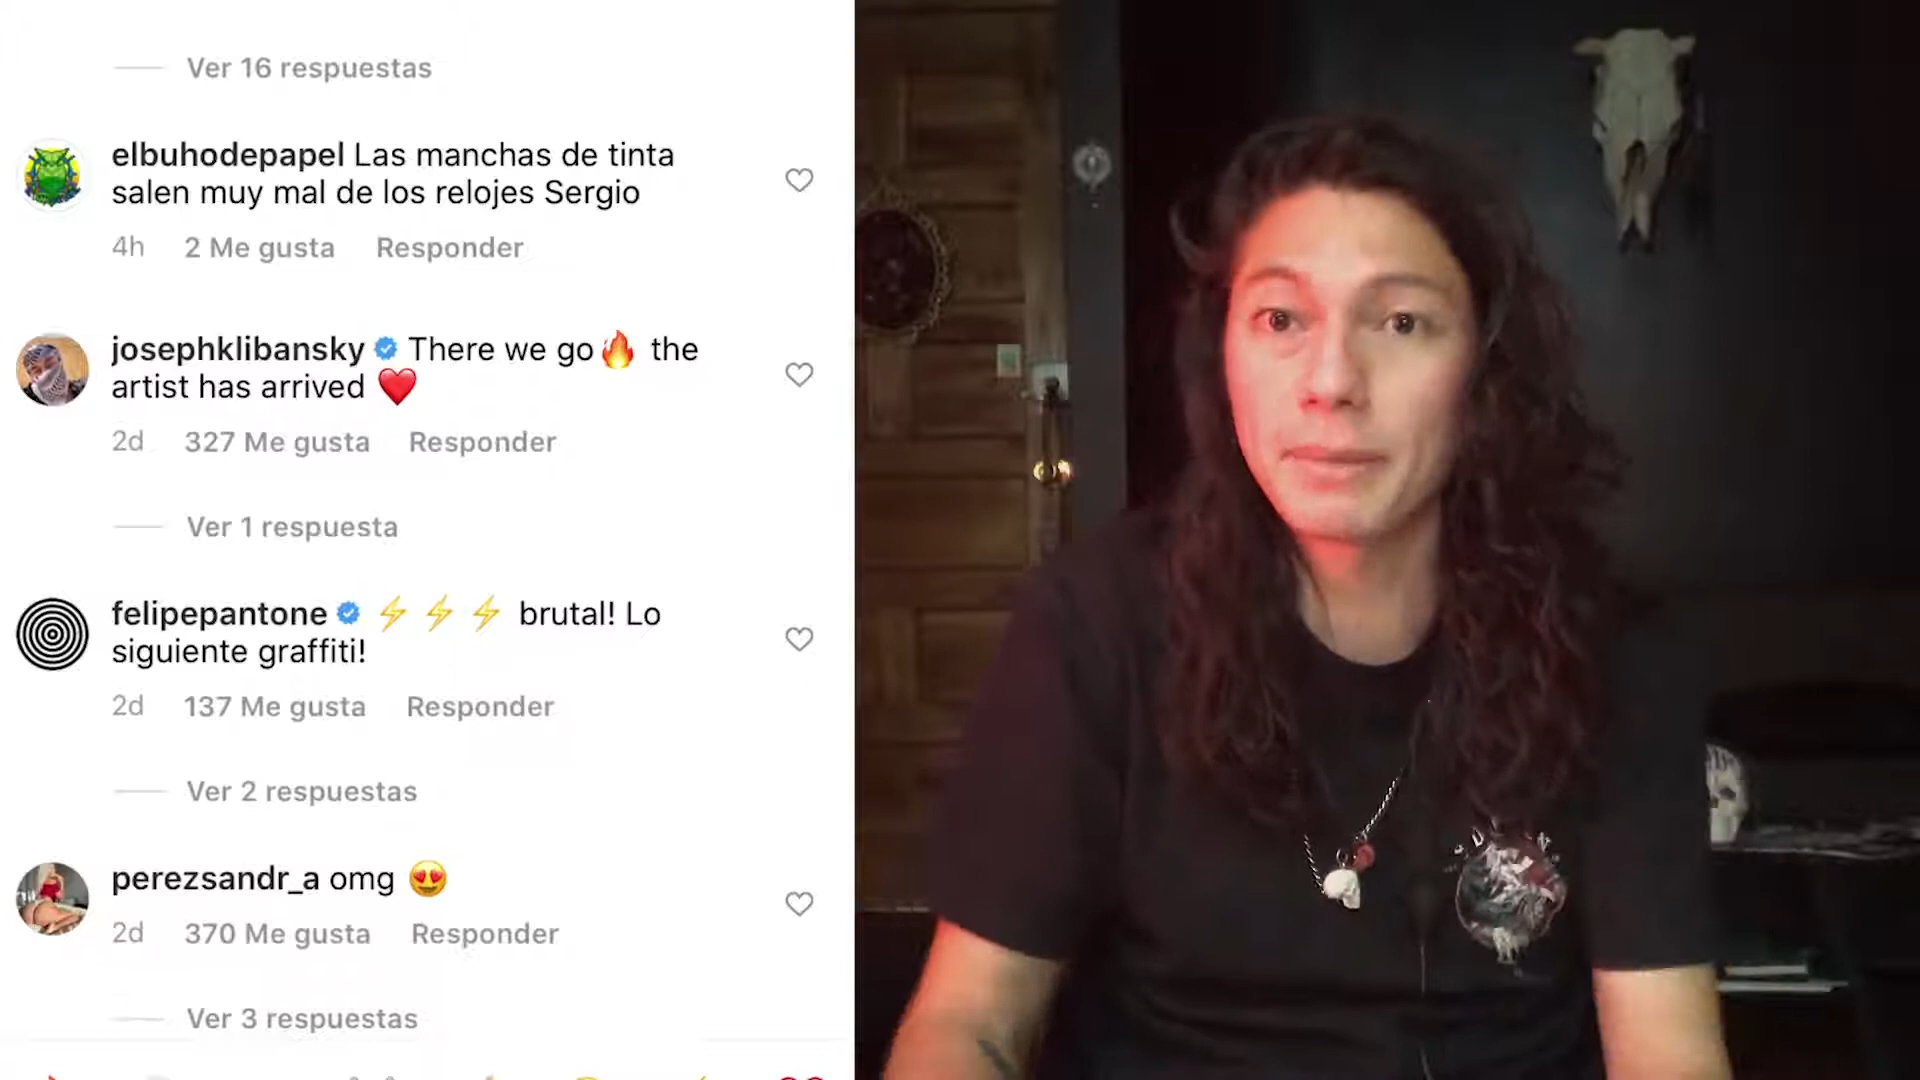 Ver 16 respuestas
elbuhodepapel Las manchas de tinta
salen muy mal de los relojes Sergio
4h 2 Me gusta Responder
josephklibansky There we go🔥 the
artist has arrived ❤️
2d 327 Me gusta Responder
Ver 1 respuesta
felipepantone ⚡⚡⚡ brutal! Lo
siguiente graffiti!
2d 137 Me gusta Responder
Ver 2 respuestas
perezsandr_a omg 😍
2d 370 Me gusta Responder
Ver 3 respuestas